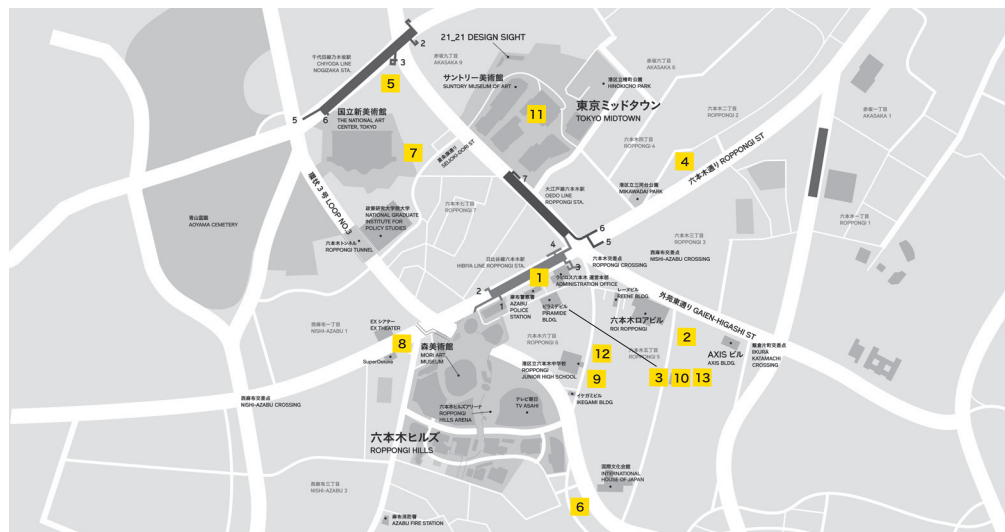 21_21 DESIGN SIGHT
2
3
千代田線乃木坂駅
CHIYODA LINE
NOGIZAKA STA.
赤坂九丁目
AKASAKA 9
赤坂六丁目
AKASAKA 6
5
サントリー美術館
SUNTORY MUSEUM OF ART
港区立檜町公園
HINOKICHO PARK
東京ミッドタウン
TOKYO MIDTOWN
六本木二丁目
ROPPONGI 2
赤坂一丁目
AKASAKA 1
5
6
国立新美術館
THE NATIONAL ART
CENTER, TOKYO
11
7
六本木四丁目
ROPPONGI 4
4
六本木通り ROPPONGI ST
環状3号 LOOP NO.3
7
大江戸線六本木駅
OEDO LINE
ROPPONGI STA.
港区立三河台公園
MIKAWADAI PARK
青山霊園
AOYAMA CEMETERY
政策研究大学院大学
NATIONAL GRADUATE
INSTITUTE FOR
POLICY STUDIES
六本木七丁目
ROPPONGI 7
六本木トンネル
ROPPONGI TUNNEL
六本木三丁目
ROPPONGI 3
六本木一丁目
ROPPONGI 1
6
5
4
日比谷線六本木駅
HIBIYA LINE ROPPONGI STA.
六本木交差点
ROPPONGI CROSSING
西麻布交差点
NISHI-AZABU CROSSING
3
1
ADMINISTRATION OFFICE
2
1
麻布警察署
AZABU
POLICE
STATION
ピラミデビル
PIRAMIDE
BLDG.
REENE BLDG.
外苑東通り GAIEN-HIGASHI ST
六本木ロアビル
ROI ROPPONGI
西麻布一丁目
NISHI-AZABU 1
EX シアター
EX THEATER
8
SuperDeluxe
森美術館
MORI ART
MUSEUM
六本木六丁目
ROPPONGI 6
2
AXIS ビル
AXIS BLDG.
飯倉片町交差点
IIKURA
KATAMACHI
CROSSING
12
六本木五丁目
ROPPONGI 5
港区立六本木中学校
ROPPONGI
JUNIOR HIGH SCHOOL
9
3
10
13
西麻布交差点
NISHI-AZABU CROSSING
六本木ヒルズアリーナ
ROPPONGI
HILLS ARENA
テレビ朝日
TV ASAHI
イケガミビル
IKEGAMI BLDG
六本木ヒルズ
ROPPONGI HILLS
国際文化会館
INTERNATIONAL
HOUSE OF JAPAN
西麻布三丁目
NISHI-AZABU 3
6
麻布消防署
AZABU FIRE STATION